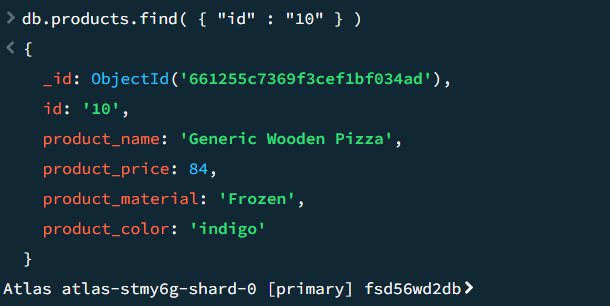 > db.products.find( { "id" : "10" } )
< {
_id: ObjectId('661255c7369f3cef1bf034ad'),
id: '10',
product_name: 'Generic Wooden Pizza',
product_price: 84,
product_material: 'Frozen',
product_color: 'indigo'
}
Atlas atlas-stmy6g-shard-0 [primary] fsd56wd2db>